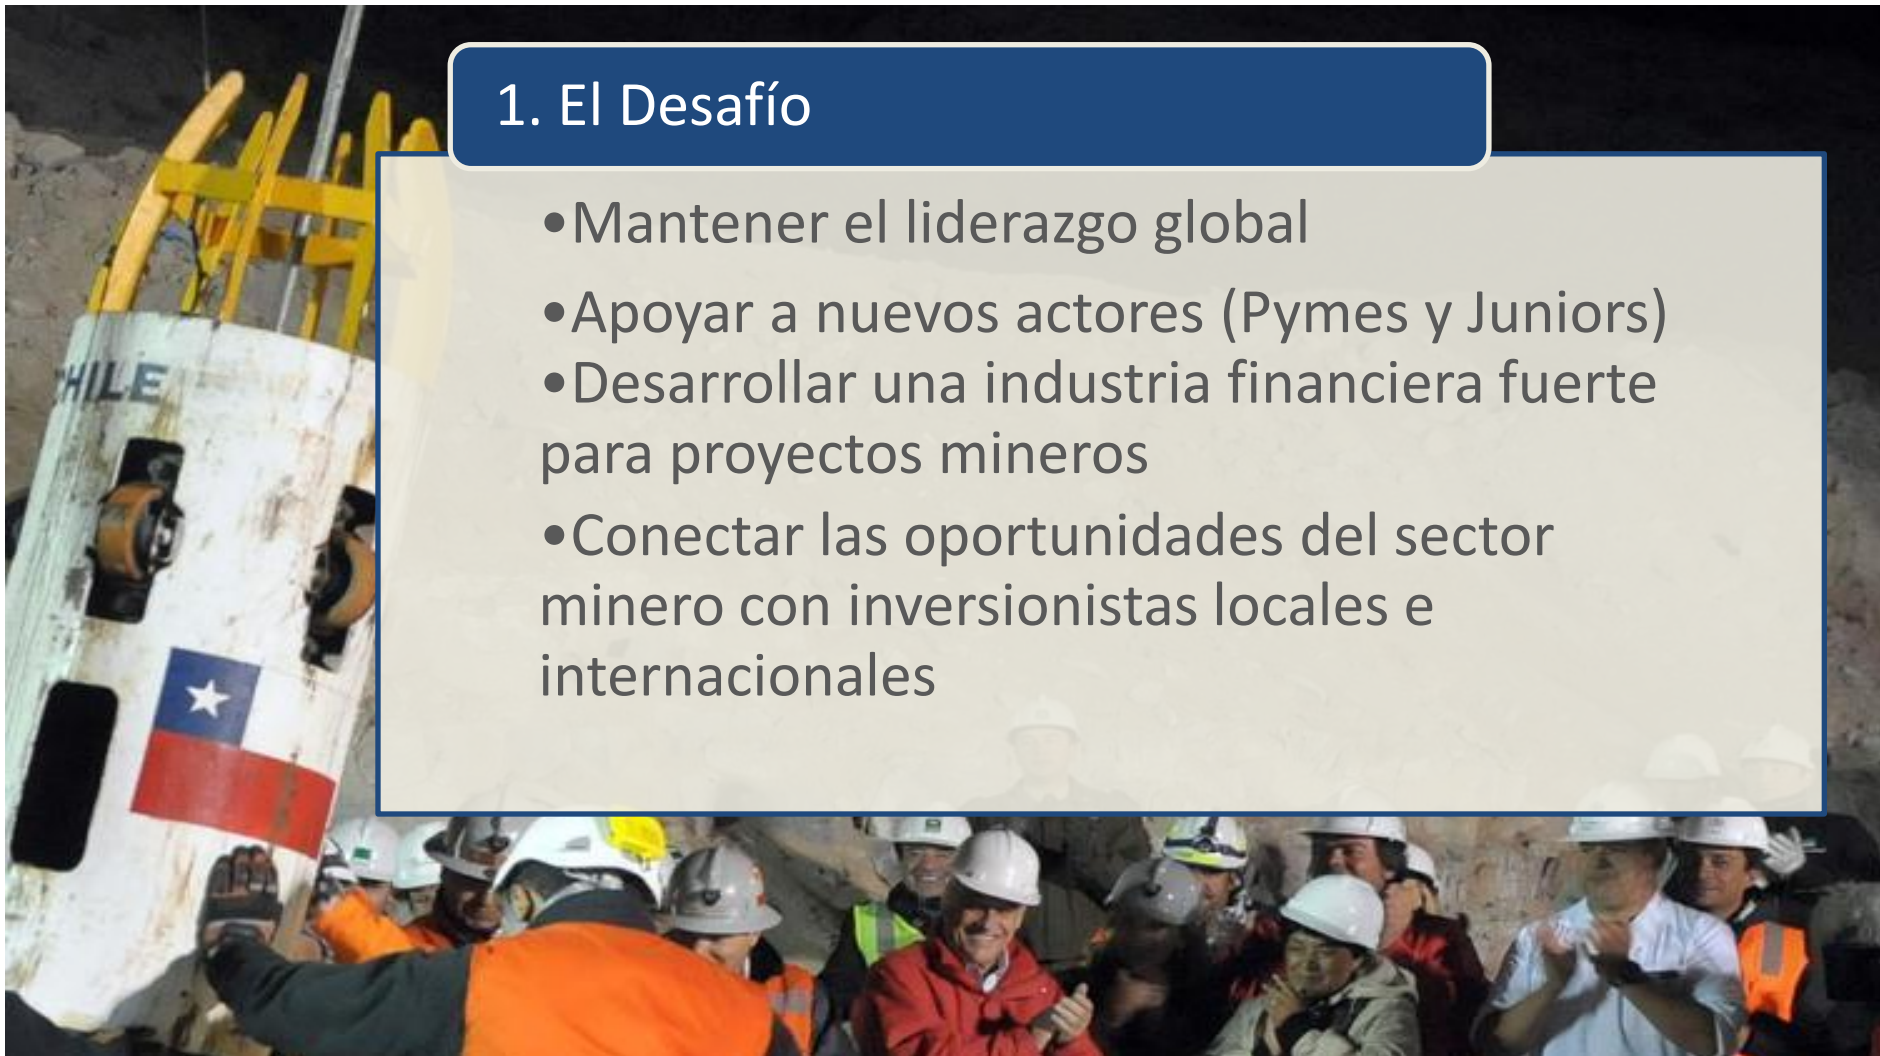 1. El Desafío
•Mantener el liderazgo global
•Apoyar a nuevos actores (Pymes y Juniors)
•Desarrollar una industria financiera fuerte
para proyectos mineros
•Conectar las oportunidades del sector
minero con inversionistas locales e
internacionales
CHILE